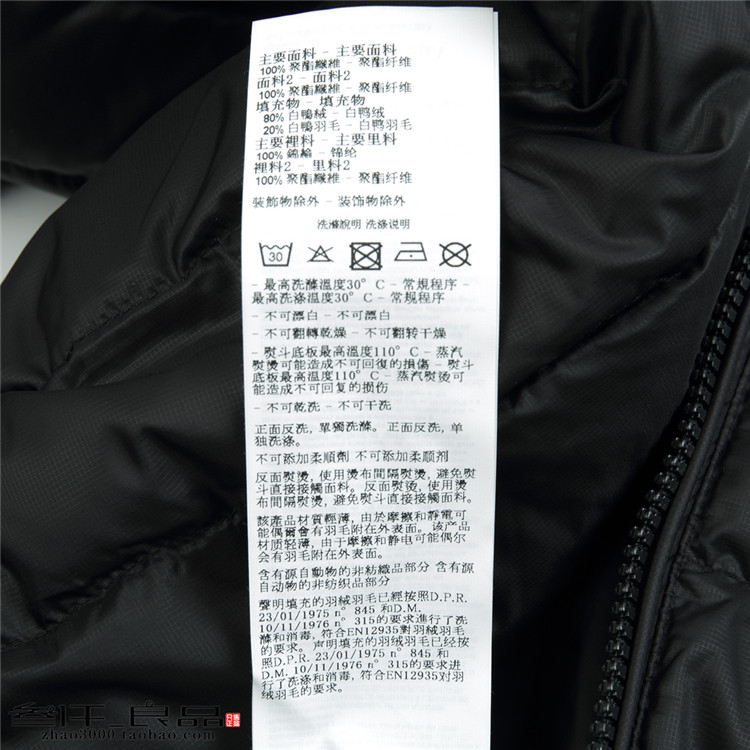 主要面料 - 主要面料
100% 聚酯纖維 - 聚酯纤维
面料2 - 面料2
100% 聚酯纖維 - 聚酯纤维
填充物 - 填充物
80% 白鴨絨 - 白鸭绒
20% 白鴨羽毛 - 白鸭羽毛
主要裡料 - 主要里料
100% 錦綸 - 锦纶
裡料2 - 里料2
100% 聚酯纖維 - 聚酯纤维
裝飾物除外 - 装饰物除外
洗滌說明 洗涤说明
30
- 最高洗滌溫度30° C - 常規程序 -
最高洗涤温度30° C - 常规程序
- 不可漂白 - 不可漂白
- 不可翻轉乾燥 - 不可翻转干燥
- 熨斗底板最高溫度110° C - 蒸汽
熨燙可能造成不可回復的損傷 - 熨斗
底板最高温度110° C - 蒸汽熨烫可
能造成不可回复的损伤
- 不可乾洗 - 不可干洗
正面反洗, 單獨洗滌。 正面反洗, 单
独洗涤。
不可添加柔順劑 不可添加柔顺剂
反面熨燙, 使用燙布間隔熨燙, 避免熨
斗直接接觸面料。 反面熨烫, 使用烫
布间隔熨烫, 避免熨斗直接接触面料。
該產品材質輕薄, 由於摩擦和靜電可
能偶爾會有羽毛附在外表面。 该产品
材质轻薄, 由于摩擦和静电可能偶尔
会有羽毛附在外表面。
含有源自動物的非紡織品部分 含有源
自动物的非纺织品部分
聲明填充的羽絨羽毛已經按照D.P.R.
23/01/1975 n° 845 和D.M.
10/11/1976 n° 315的要求進行了洗
滌和消毒, 符合EN12935對羽絨羽毛
的要求。 声明填充的羽绒羽毛已经按
照D.P.R. 23/01/1975 n° 845 和
D.M. 10/11/1976 n° 315的要求进
行了洗涤和消毒, 符合EN12935对羽
绒羽毛的要求。
叁仟_良品
zhao3000.taobao.com